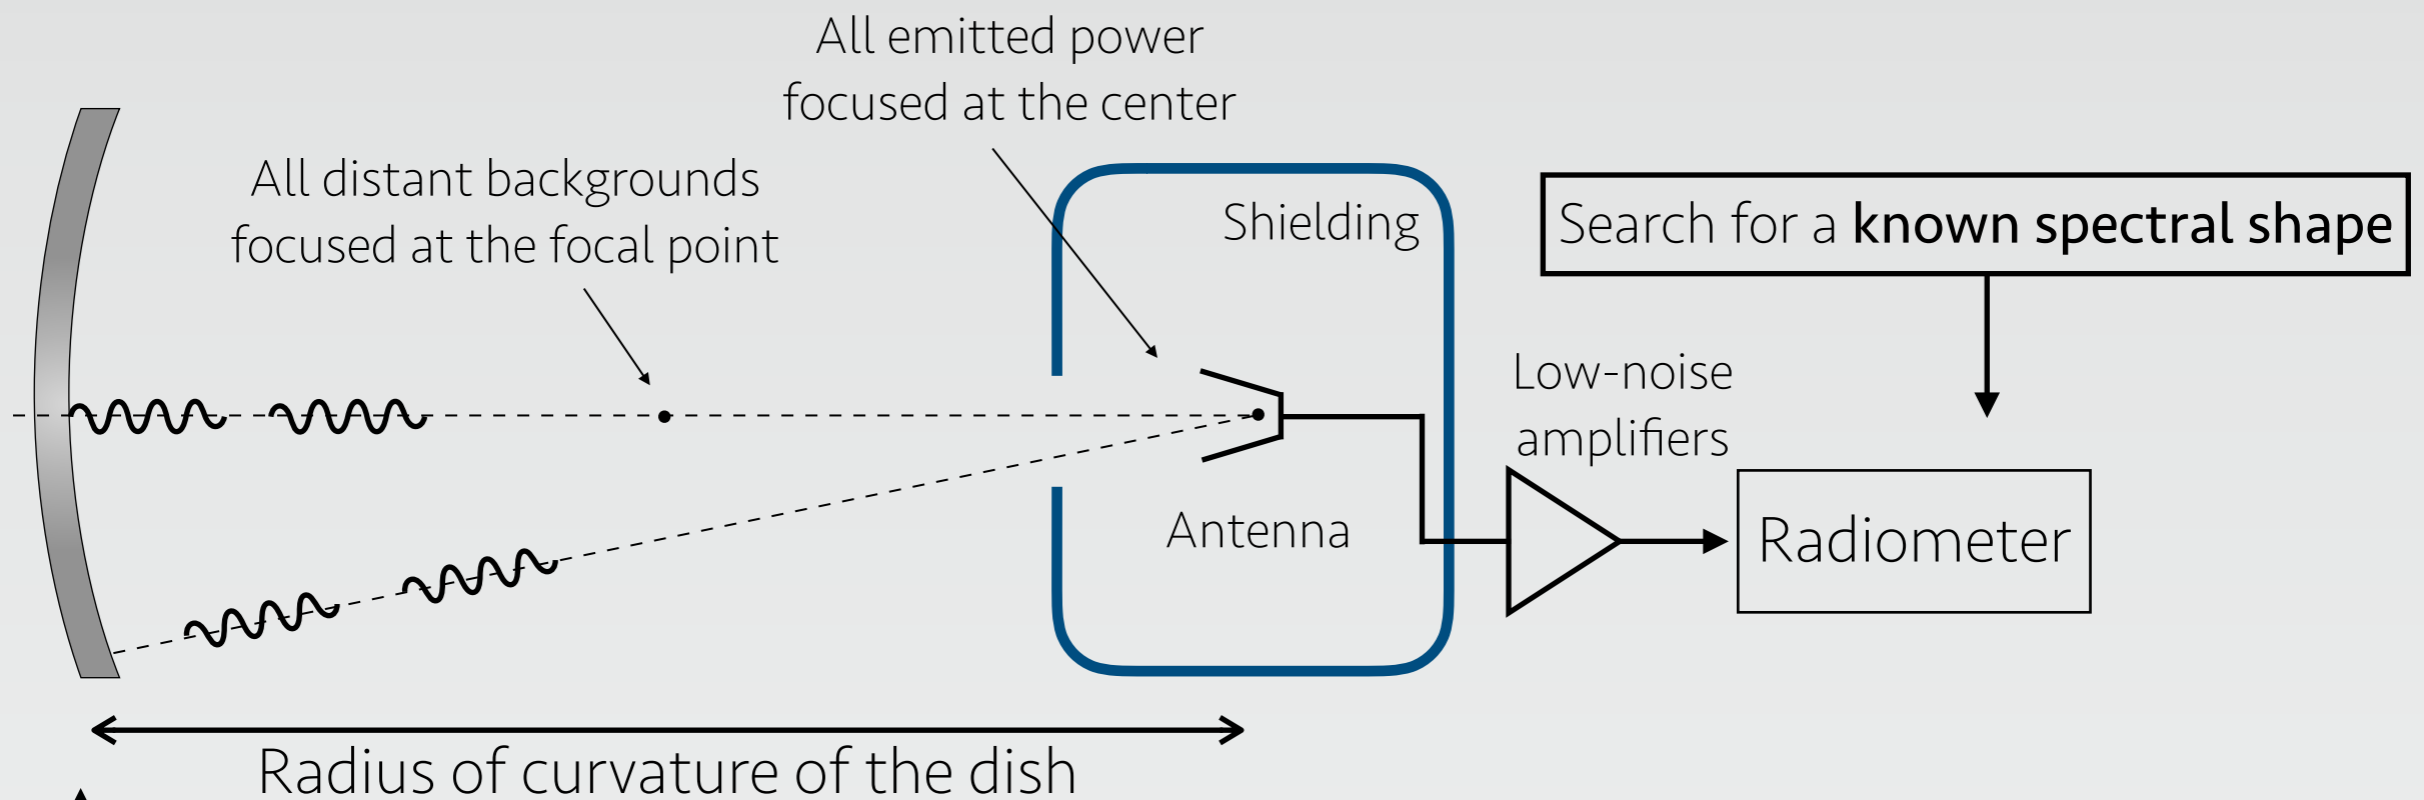 All emitted power
focused at the center
All distant backgrounds
focused at the focal point
Shielding
Search for a known spectral shape
Low-noise
amplifiers
Antenna
Radiometer
Radius of curvature of the dish